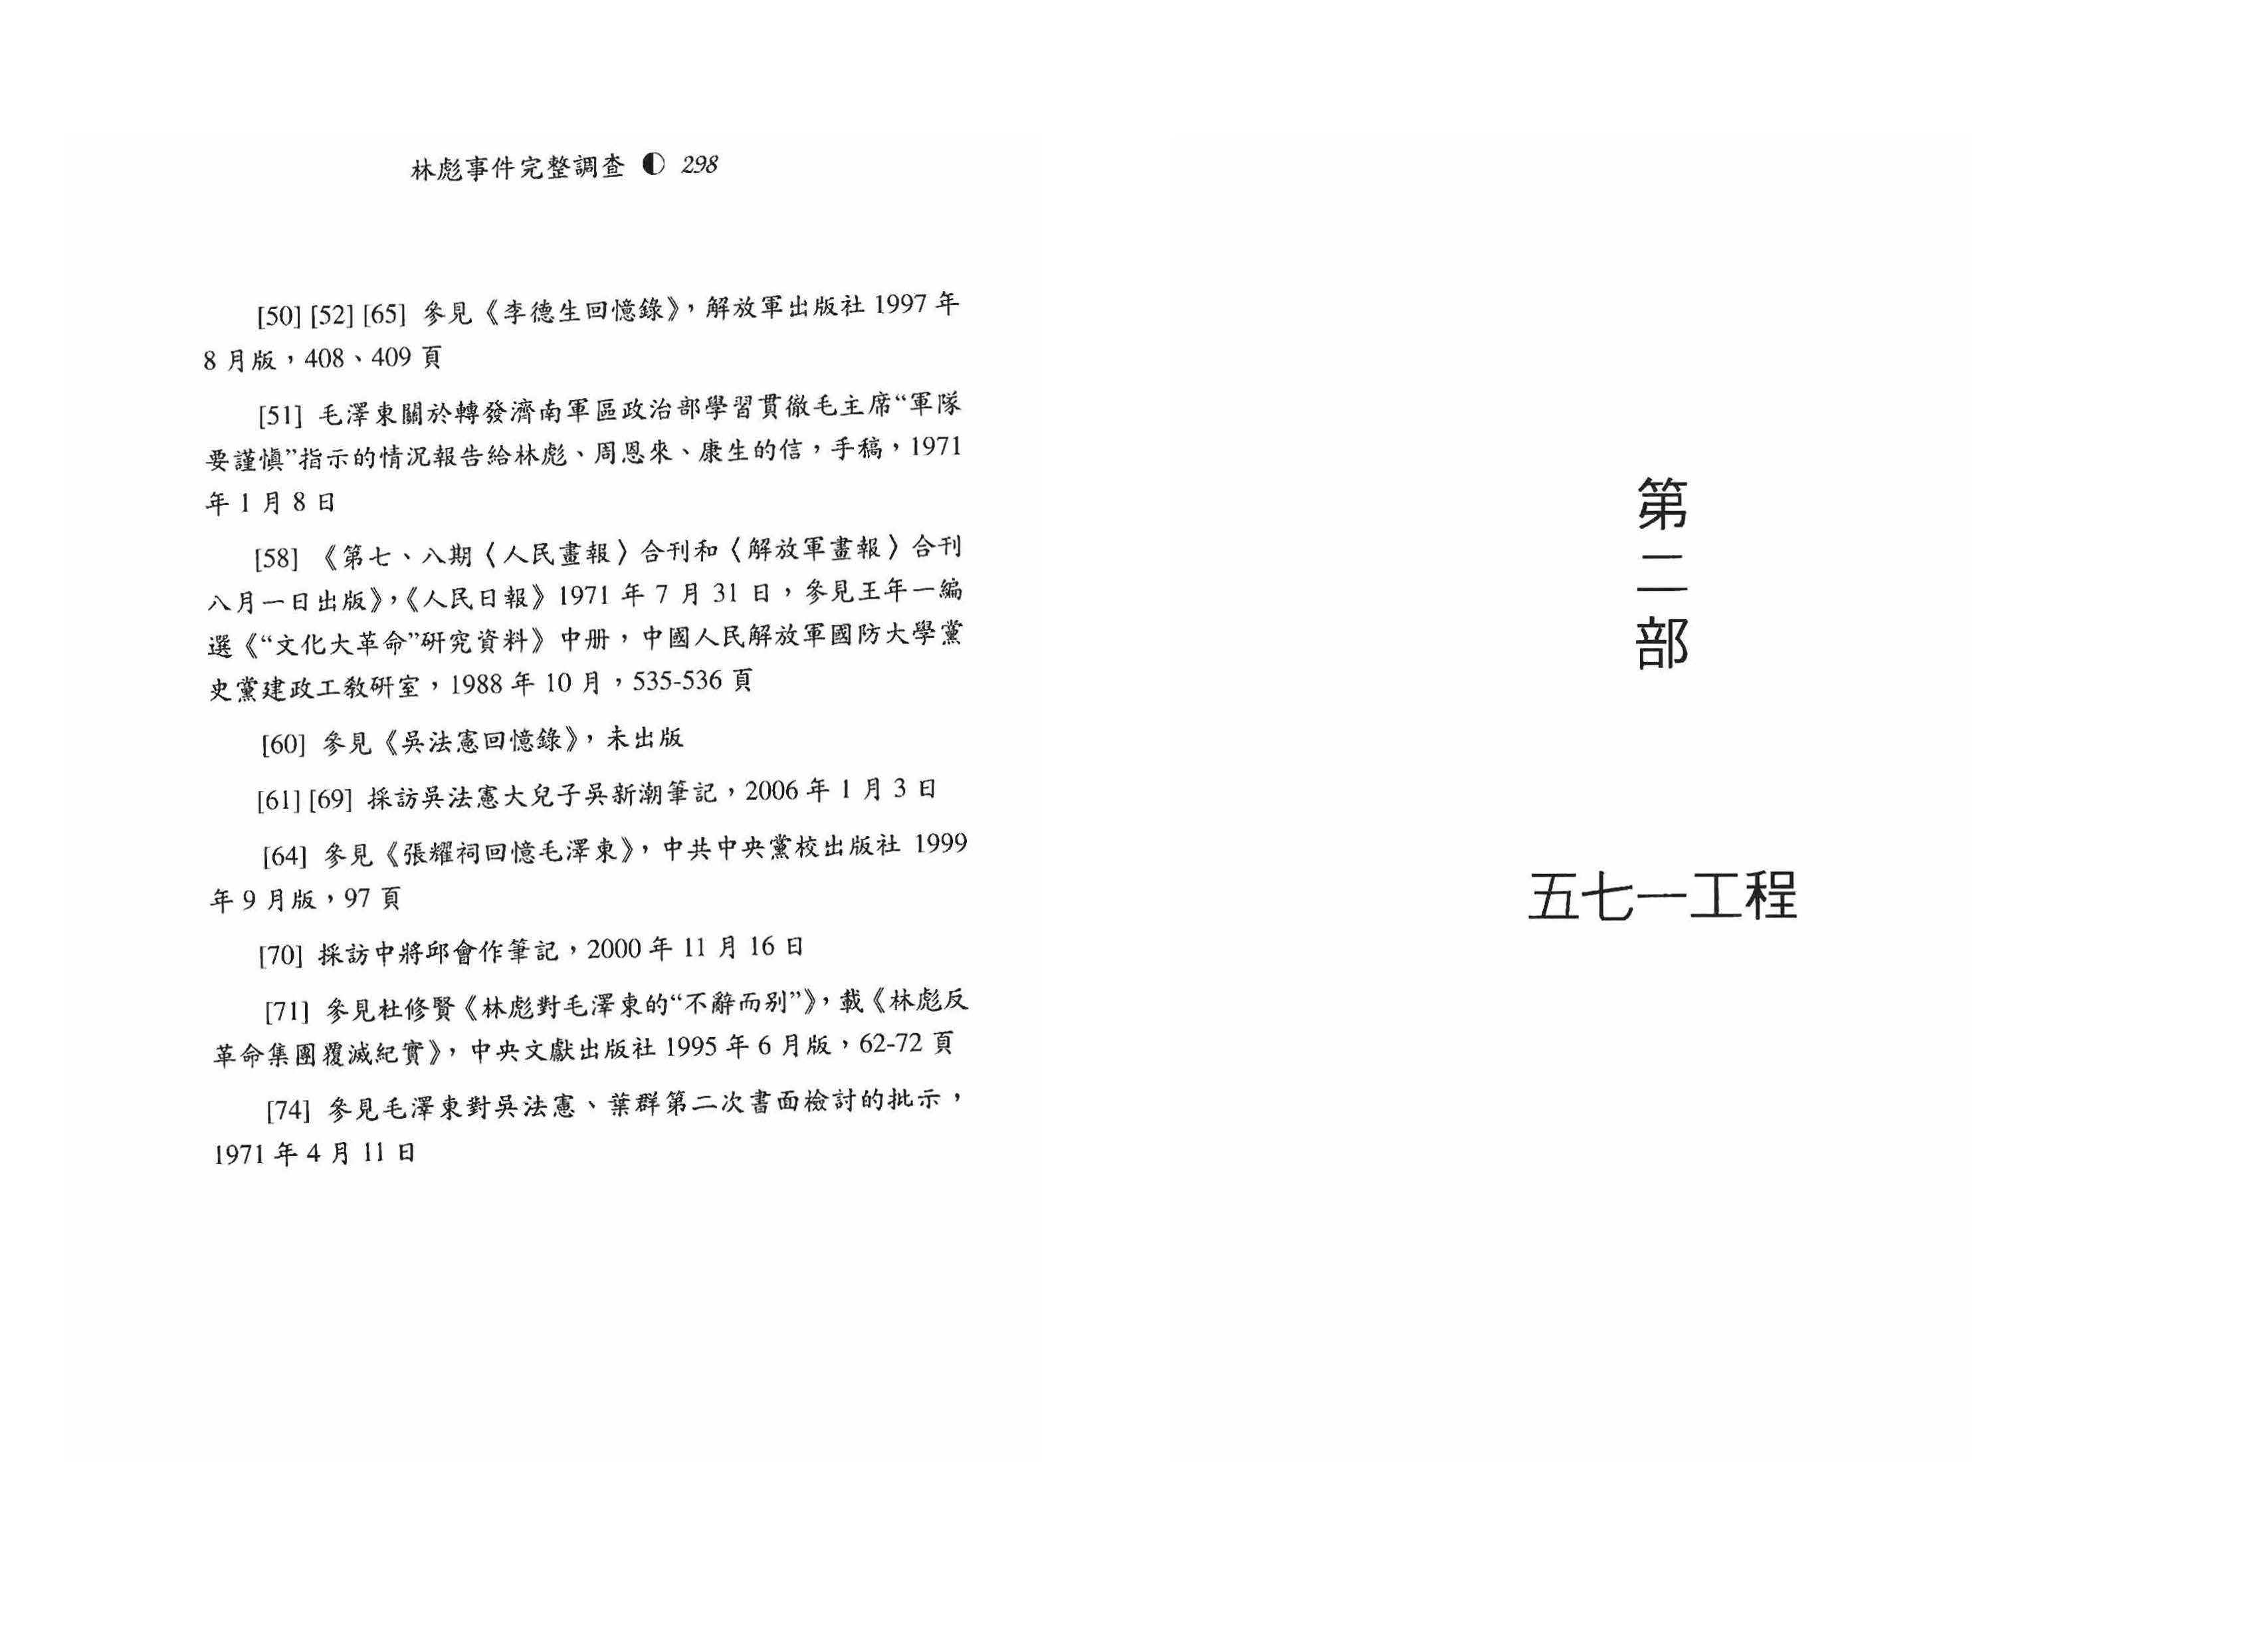 林彪事件完整調查 ◐ 298
[50] [52] [65] 參見《李德生回憶錄》，解放軍出版社 1997 年
8 月版，408、409 頁
[51] 毛澤東關於轉發濟南軍區政治部學習貫徹毛主席“軍隊
要謹慎”指示的情況報告給林彪、周恩來、康生的信，手稿，1971
年 1 月 8 日
[58] 《第七、八期〈人民畫報〉合刊和〈解放軍畫報〉合刊
八月一日出版》，《人民日報》1971 年 7 月 31 日，參見王年一編
選《“文化大革命”研究資料》中册，中國人民解放軍國防大學黨
史黨建政工教研室，1988 年 10 月，535-536 頁
[60] 參見《吳法憲回憶錄》，未出版
[61] [69] 採訪吳法憲大兒子吳新潮筆記，2006 年 1 月 3 日
[64] 參見《張耀祠回憶毛澤東》，中共中央黨校出版社 1999
年 9 月版，97 頁
[70] 採訪中將邱會作筆記，2000 年 11 月 16 日
[71] 參見杜修賢《林彪對毛澤東的“不辭而别”》，載《林彪反
革命集團覆滅紀實》，中央文獻出版社 1995 年 6 月版，62-72 頁
[74] 參見毛澤東對吳法憲、葉群第二次書面檢討的批示，
1971 年 4 月 11 日
第二部
五七一工程